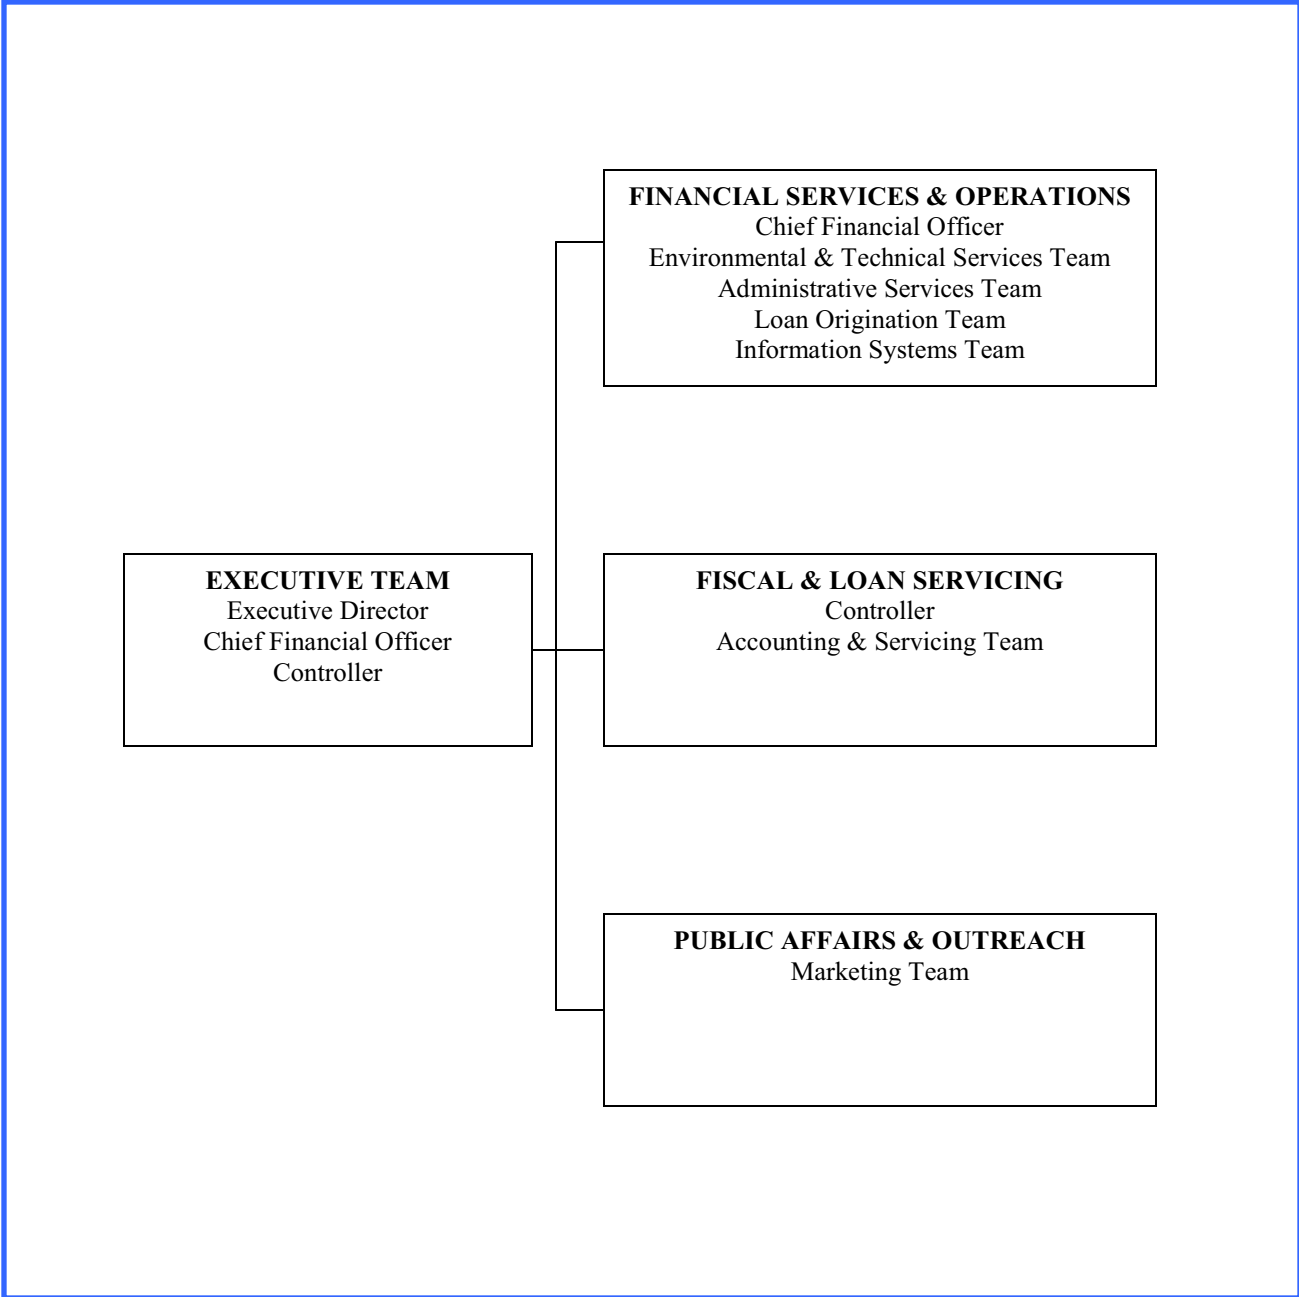 FINANCIAL SERVICES & OPERATIONS
Chief Financial Officer
Environmental & Technical Services Team
Administrative Services Team
Loan Origination Team
Information Systems Team
EXECUTIVE TEAM
Executive Director
Chief Financial Officer
Controller
FISCAL & LOAN SERVICING
Controller
Accounting & Servicing Team
PUBLIC AFFAIRS & OUTREACH
Marketing Team